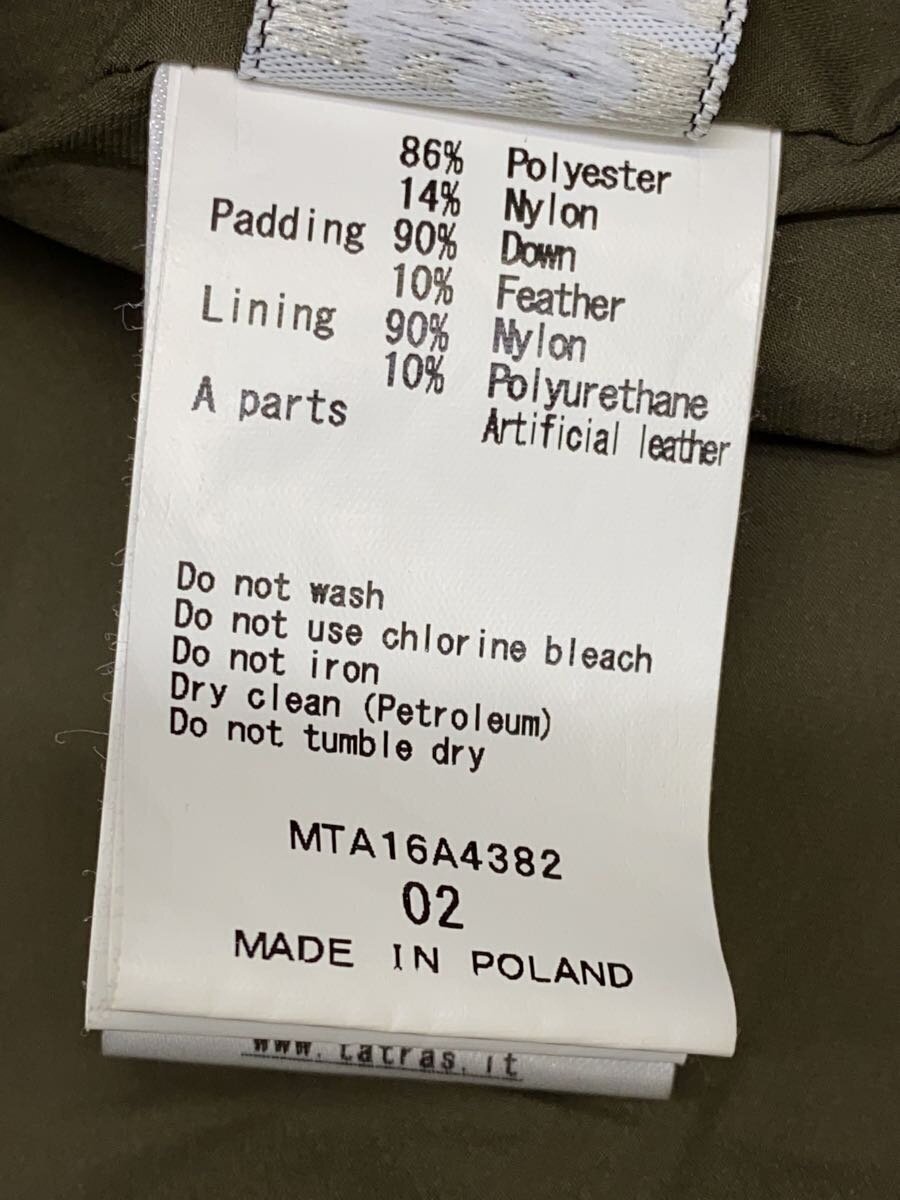 86% Polyester
14% Nylon
Padding 90% Down
10% Feather
Lining 90% Nylon
10% Polyurethane
A parts Artificial leather
Do not wash
Do not use chlorine bleach
Do not iron
Dry clean (Petroleum)
Do not tumble dry
MTA16A4382
02
MADE IN POLAND
www.tatras.it